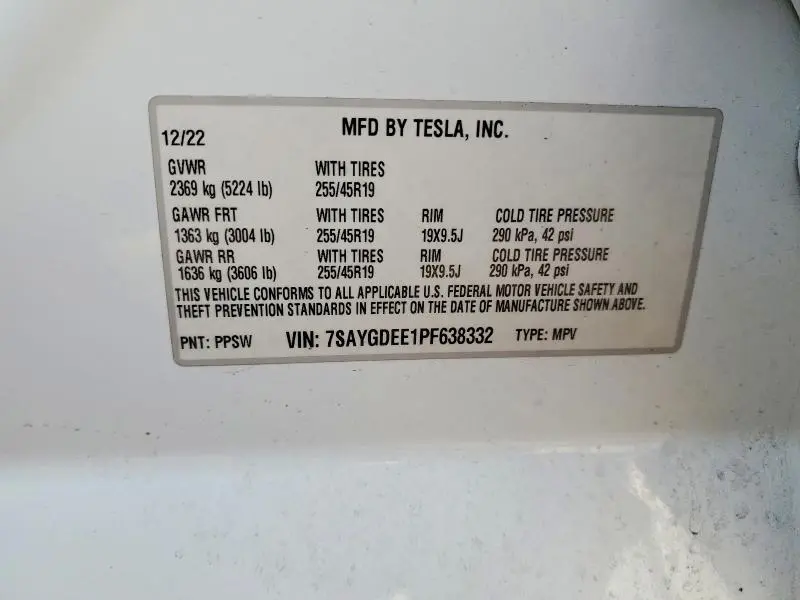 12/22 MFD BY TESLA, INC.
GVWR WITH TIRES
2369 kg (5224 lb) 255/45R19
GAWR FRT WITH TIRES RIM COLD TIRE PRESSURE
1363 kg (3004 lb) 255/45R19 19X9.5J 290 kPa, 42 psi
GAWR RR WITH TIRES RIM COLD TIRE PRESSURE
1636 kg (3606 lb) 255/45R19 19X9.5J 290 kPa, 42 psi
THIS VEHICLE CONFORMS TO ALL APPLICABLE U.S. FEDERAL MOTOR VEHICLE SAFETY AND
THEFT PREVENTION STANDARDS IN EFFECT ON THE DATE OF MANUFACTURE SHOWN ABOVE.
PNT: PPSW VIN: 7SAYGDEE1PF638332 TYPE: MPV